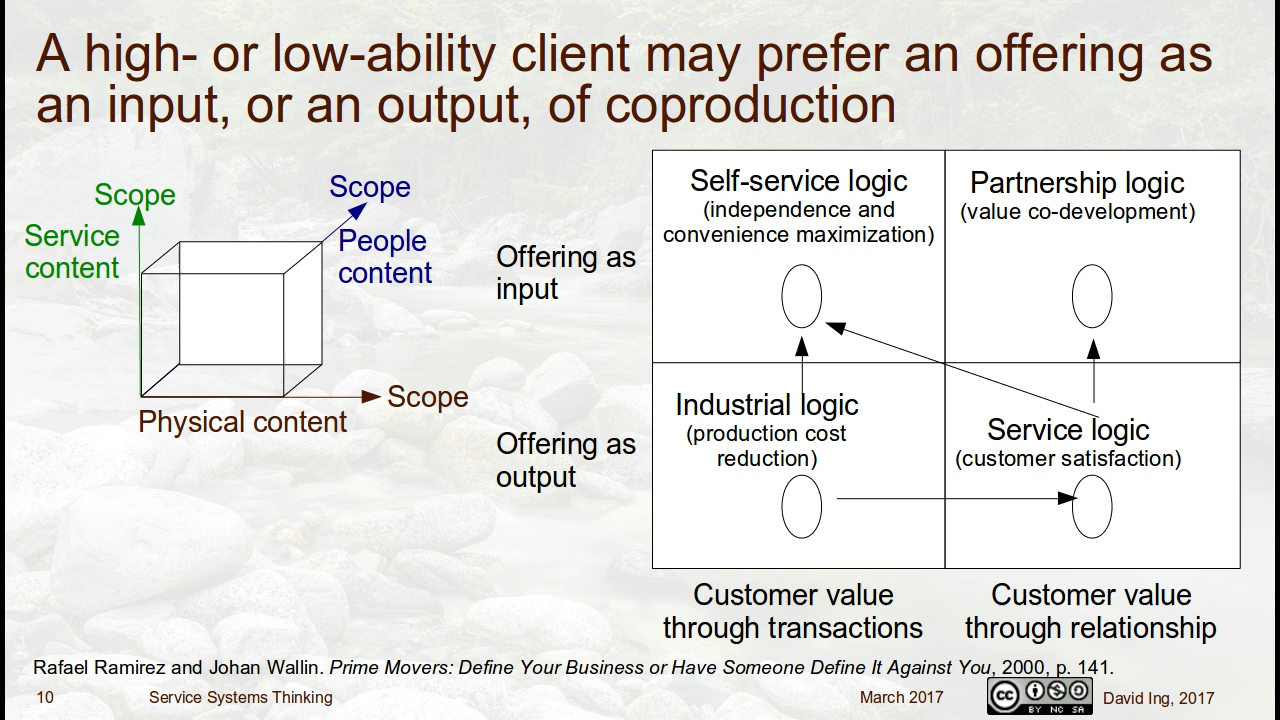 A high- or low-ability client may prefer an offering as
an input, or an output, of coproduction
Scope
Service
content
Scope
People
content
Scope
Physical content
Offering as
input
Offering as
output
Self-service logic
(independence and
convenience maximization)
Partnership logic
(value co-development)
Industrial logic
(production cost
reduction)
Service logic
(customer satisfaction)
Customer value
through transactions
Customer value
through relationship
Rafael Ramirez and Johan Wallin. Prime Movers: Define Your Business or Have Someone Define It Against You, 2000, p. 141.
10 Service Systems Thinking March 2017 David Ing, 2017
cc
BY NC SA